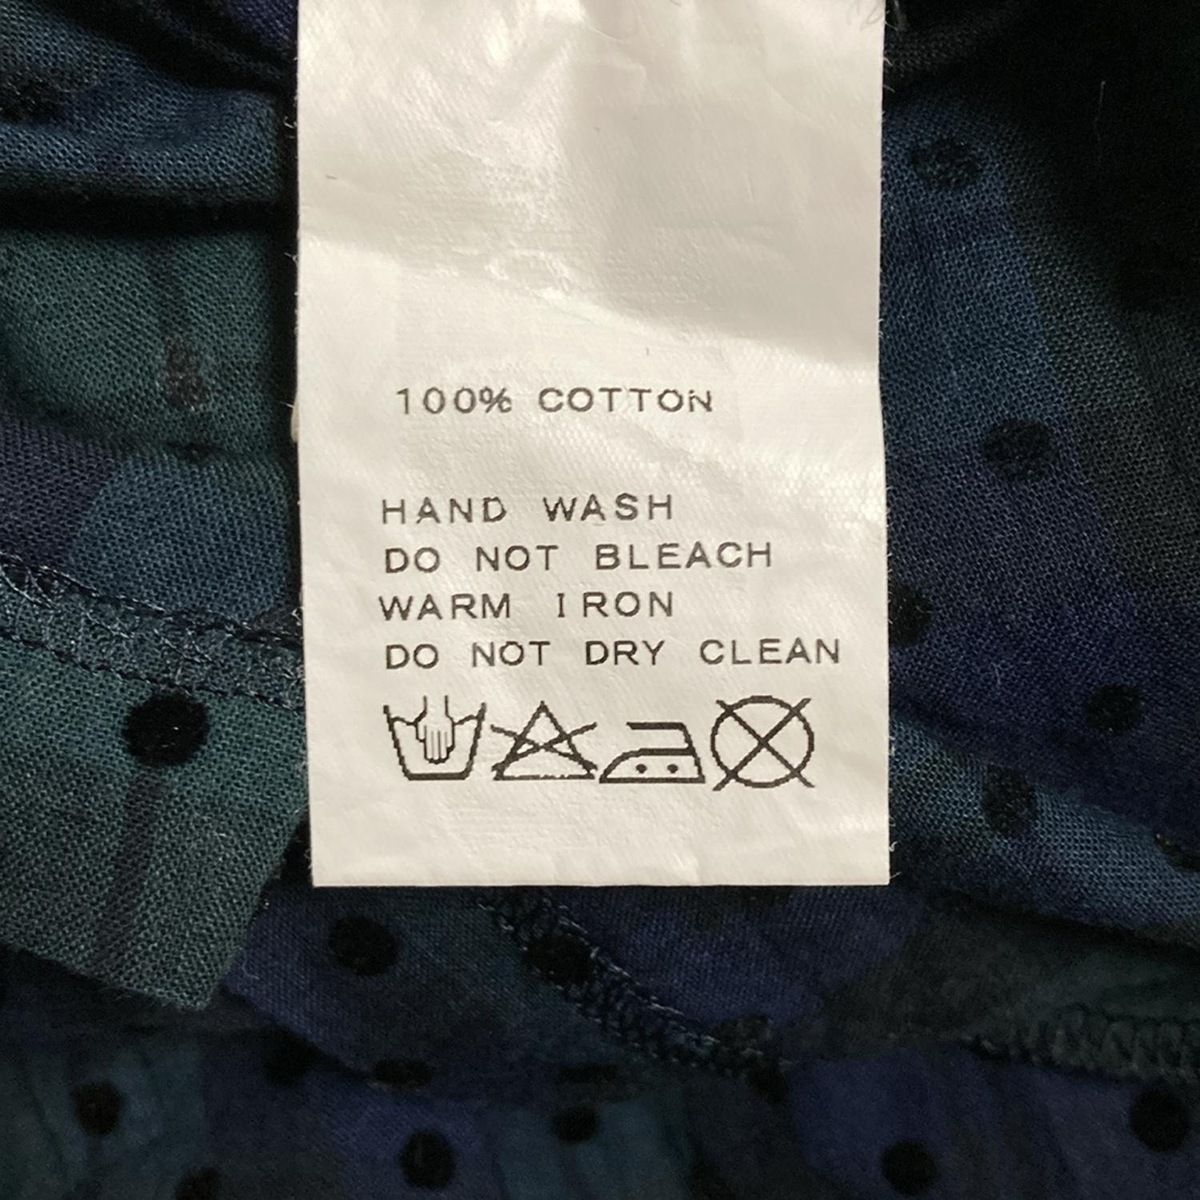 100% COTTON
HAND WASH
DO NOT BLEACH
WARM IRON
DO NOT DRY CLEAN